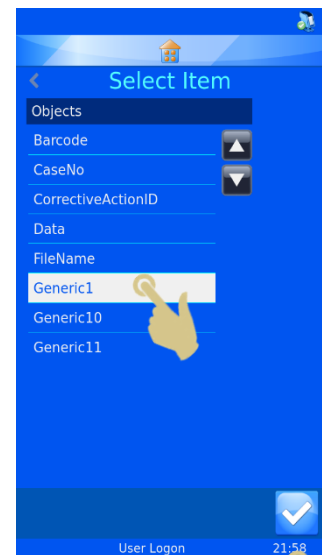 Select Item
Objects
Barcode
CaseNo
CorrectiveActionID
Data
FileName
Generic1
Generic10
Generic11
User Logon 21:58